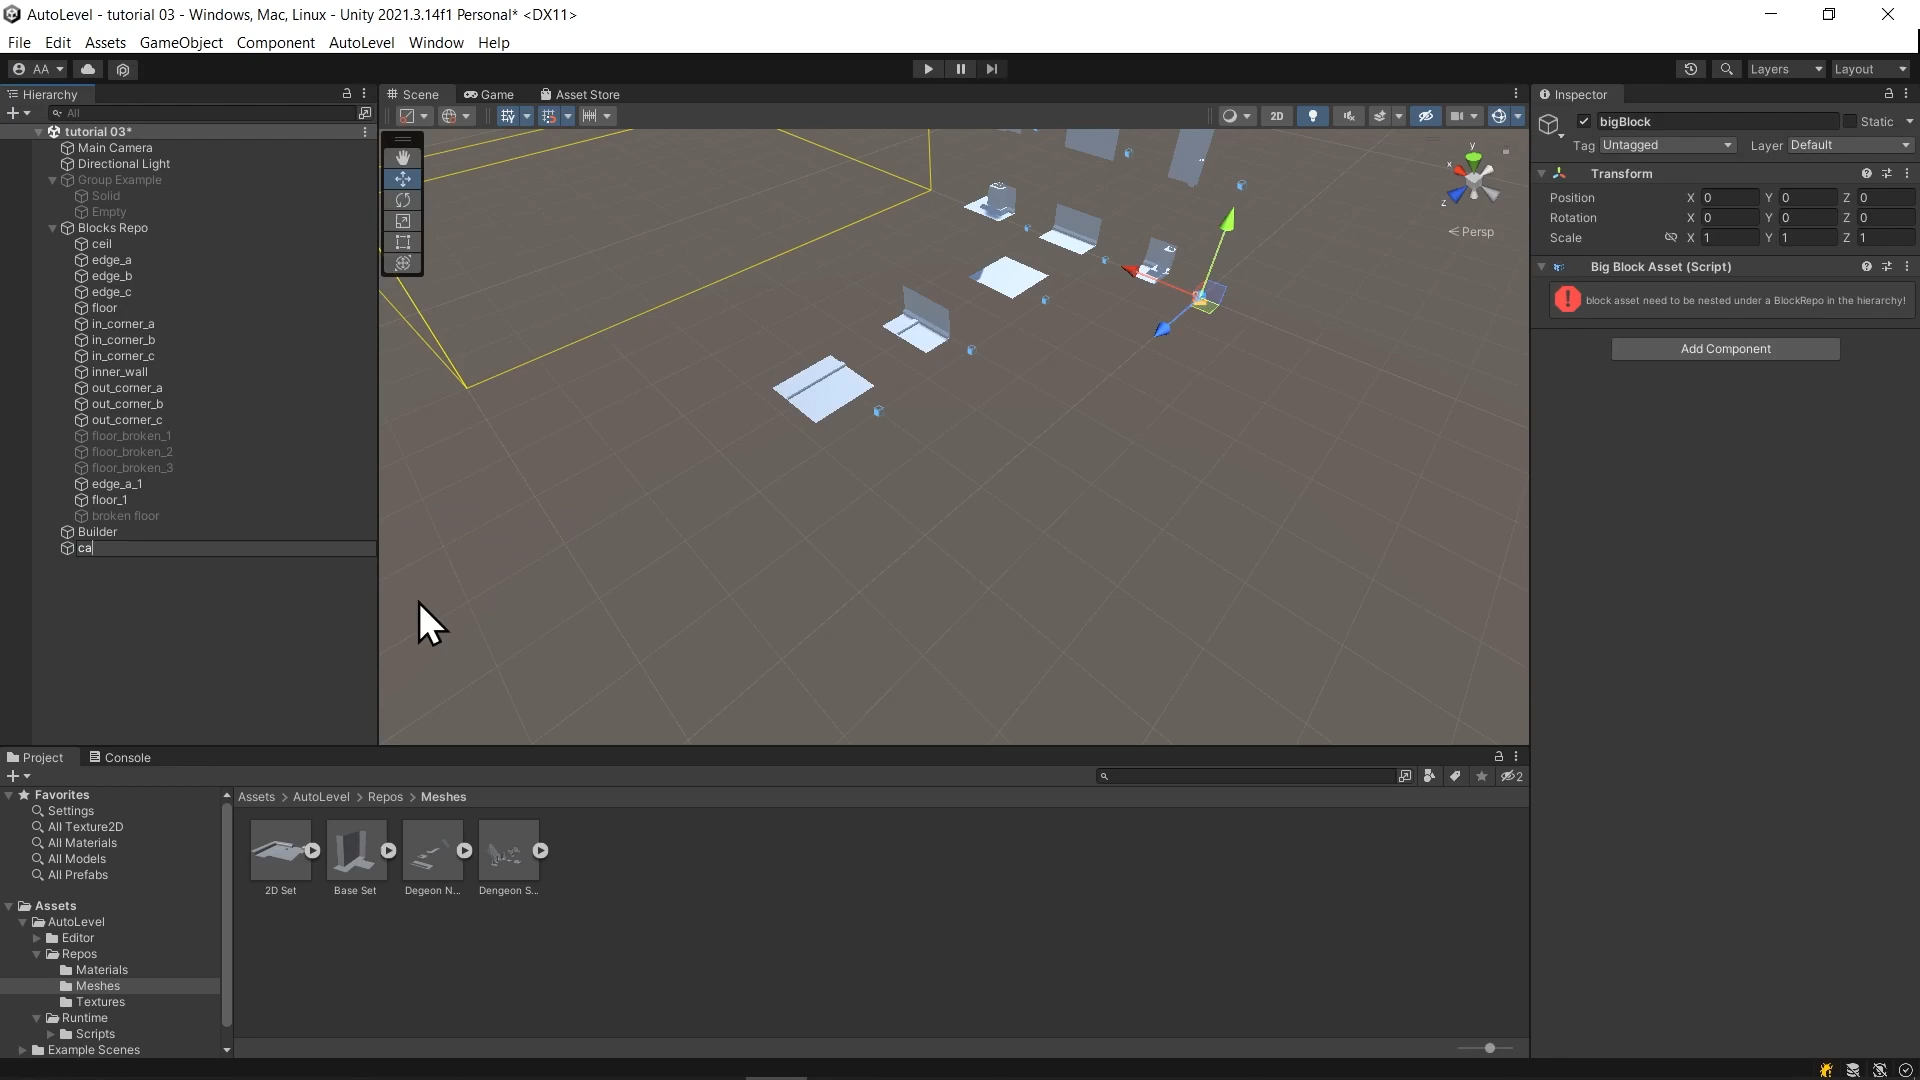 AutoLevel - tutorial 03 - Windows, Mac, Linux - Unity 2021.3.14f1 Personal* <DX11>
File Edit Assets GameObject Component AutoLevel Window Help
AA
Layers
Layout
Hierarchy
Scene
Game
Asset Store
Inspector
All
2D
tutorial 03*
Main Camera
Directional Light
Group Example
Solid
Empty
Blocks Repo
ceil
edge_a
edge_b
edge_c
floor
in_corner_a
in_corner_b
in_corner_c
inner_wall
out_corner_a
out_corner_b
out_corner_c
floor_broken_1
floor_broken_2
floor_broken_3
edge_a_1
floor_1
broken floor
Builder
ca
y
x
z
Persp
bigBlock
Static
Tag Untagged
Layer Default
Transform
Position X 0 Y 0 Z 0
Rotation X 0 Y 0 Z 0
Scale X 1 Y 1 Z 1
Big Block Asset (Script)
block asset need to be nested under a BlockRepo in the hierarchy!
Add Component
Project
Console
2
Favorites
Settings
All Texture2D
All Materials
All Models
All Prefabs
Assets
AutoLevel
Editor
Repos
Materials
Meshes
Textures
Runtime
Scripts
Example Scenes
Assets > AutoLevel > Repos > Meshes
2D Set
Base Set
Degeon N...
Dengeon S...